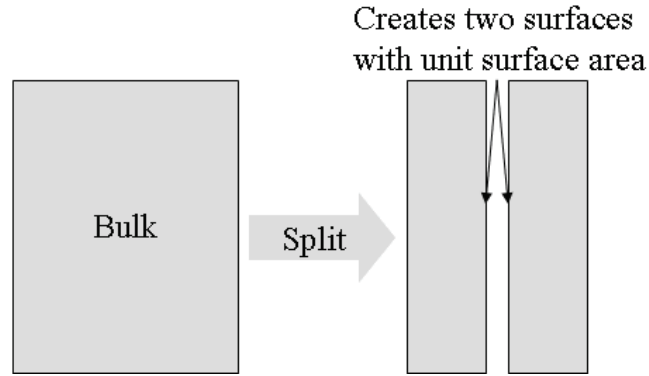 Creates two surfaces
with unit surface area
Bulk
Split